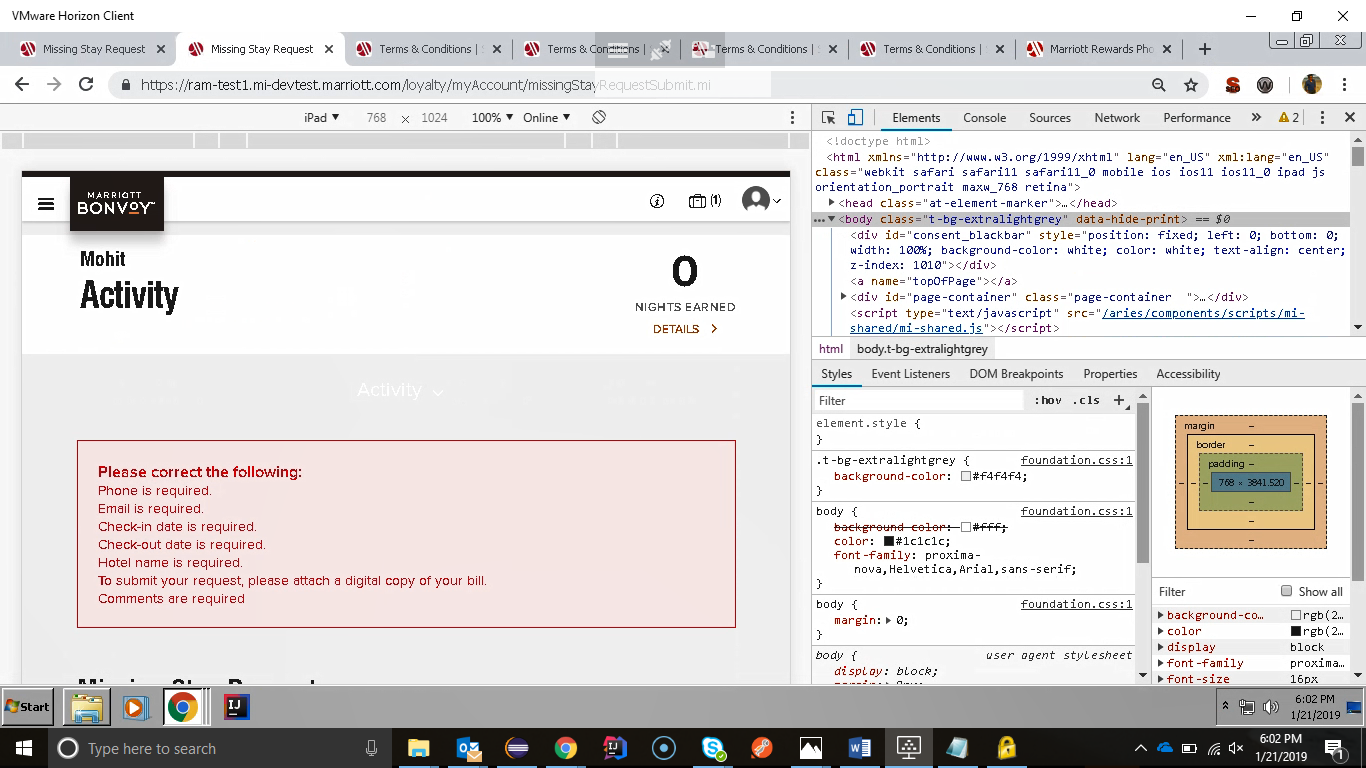 VMware Horizon Client
Missing Stay Request
Missing Stay Request
Terms & Conditions | S
Terms & Conditions |
Terms & Conditions | S
Terms & Conditions | S
Marriott Rewards Pho
https://ram-test1.mi-devtest.marriott.com/loyalty/myAccount/missingStayRequestSubmit.mi
iPad ▼ 768 × 1024 100% ▼ Online ▼
Elements Console Sources Network Performance » 2
<!doctype html>
<html xmlns="http://www.w3.org/1999/xhtml" lang="en_US" xml:lang="en_US"
class="webkit safari safari11 safari11_0 mobile ios ios11 ios11_0 ipad js
orientation_portrait maxw_768 retina">
▶<head class="at-element-marker">…</head>
…▼<body class="t-bg-extralightgrey" data-hide-print> == $0
<div id="consent_blackbar" style="position: fixed; left: 0; bottom: 0;
width: 100%; background-color: white; color: white; text-align: center;
z-index: 1010"></div>
<a name="topOfPage"></a>
▶<div id="page-container" class="page-container  ">…</div>
<script type="text/javascript" src="/aries/components/scripts/mi-
shared/mi-shared.js"></script>
html body.t-bg-extralightgrey
Styles Event Listeners DOM Breakpoints Properties Accessibility
Filter :hov .cls +
element.style {
}
.t-bg-extralightgrey { foundation.css:1
background-color: #f4f4f4;
}
body { foundation.css:1
background-color: #fff;
color: #1c1c1c;
font-family: proxima-
nova,Helvetica,Arial,sans-serif;
}
body { foundation.css:1
margin:▶ 0;
}
body { user agent stylesheet
display: block;
margin
margin –
border –
padding –
– – – 768 × 3841.520 – – –
–
–
–
Filter Show all
▶ background-co… rgb(2…
▶ color rgb(2…
▶ display block
▶ font-family proxima…
▶ font-size 16px
MARRIOTT
BONVOY™
(1)
Mohit
Activity
0
NIGHTS EARNED
DETAILS
Activity
Please correct the following:
Phone is required.
Email is required.
Check-in date is required.
Check-out date is required.
Hotel name is required.
To submit your request, please attach a digital copy of your bill.
Comments are required
Missing Stay Request
Start
IJ
6:02 PM
1/21/2019
Type here to search
6:02 PM
1/21/2019
1